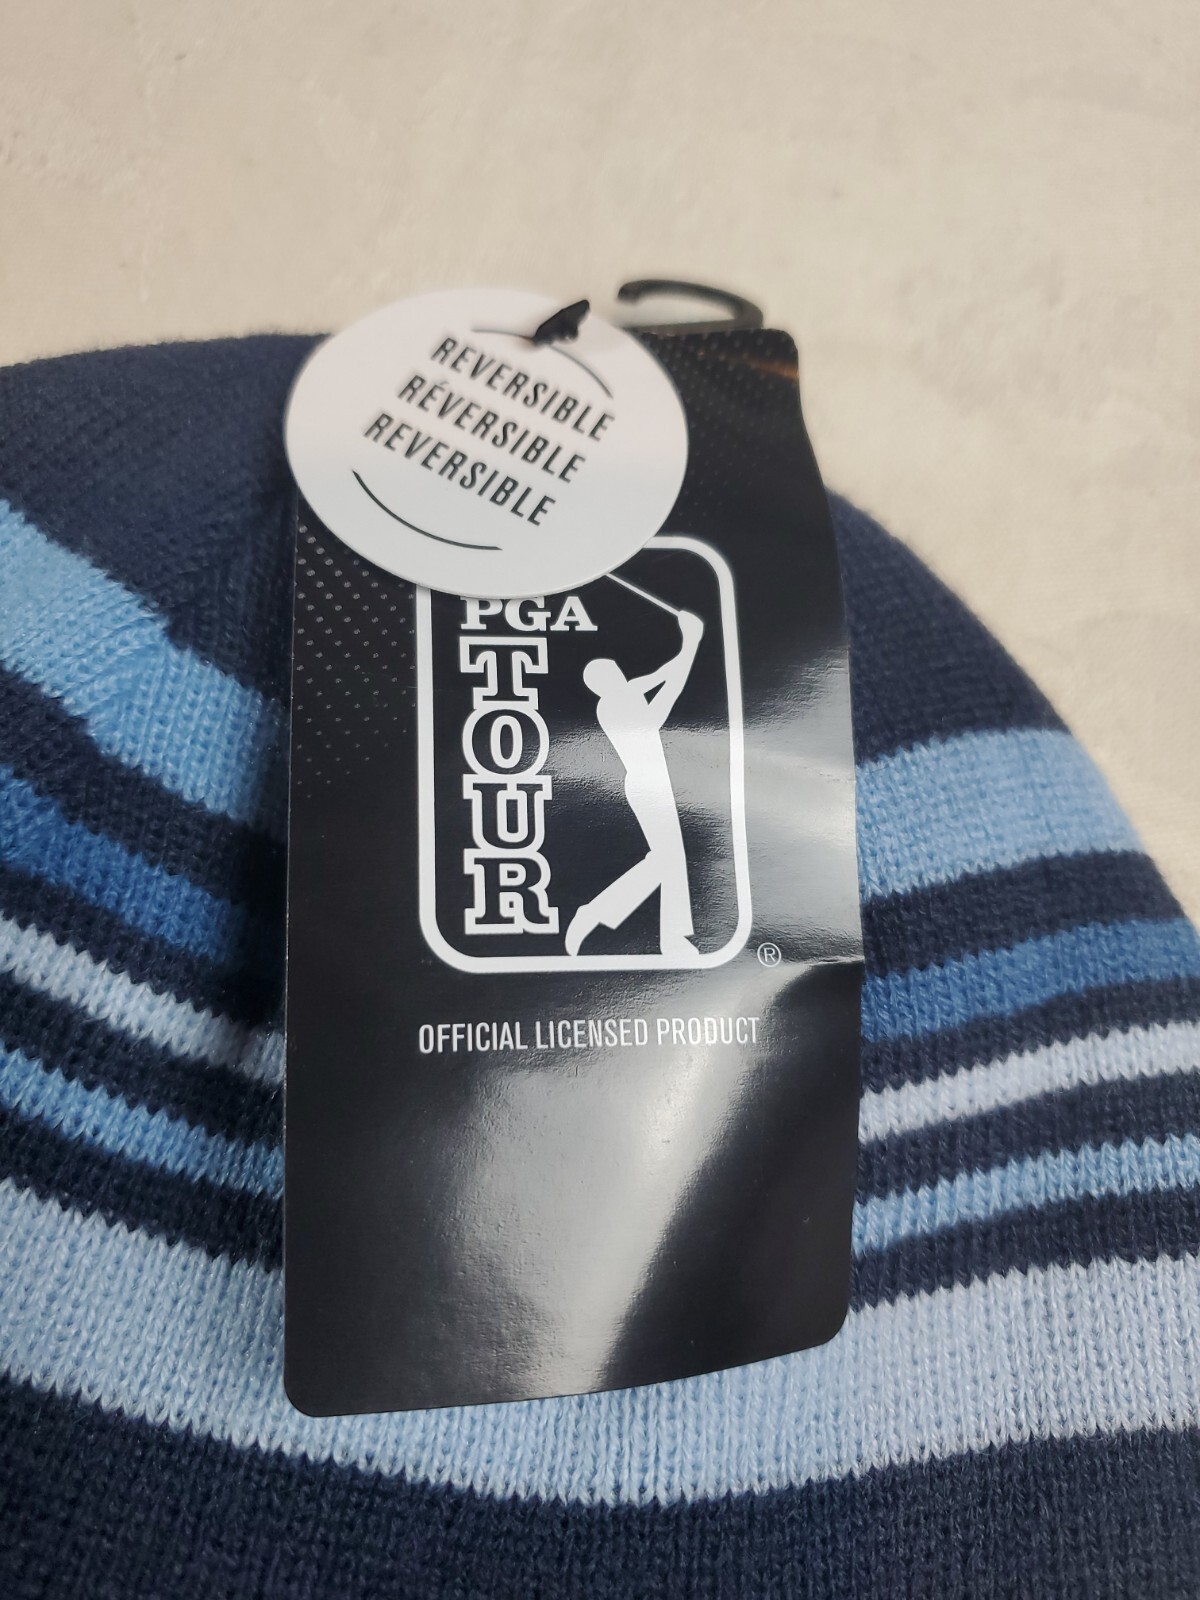 REVERSIBLE
RÉVERSIBLE
REVERSIBLE
PGA
TOUR
®
OFFICIAL LICENSED PRODUCT